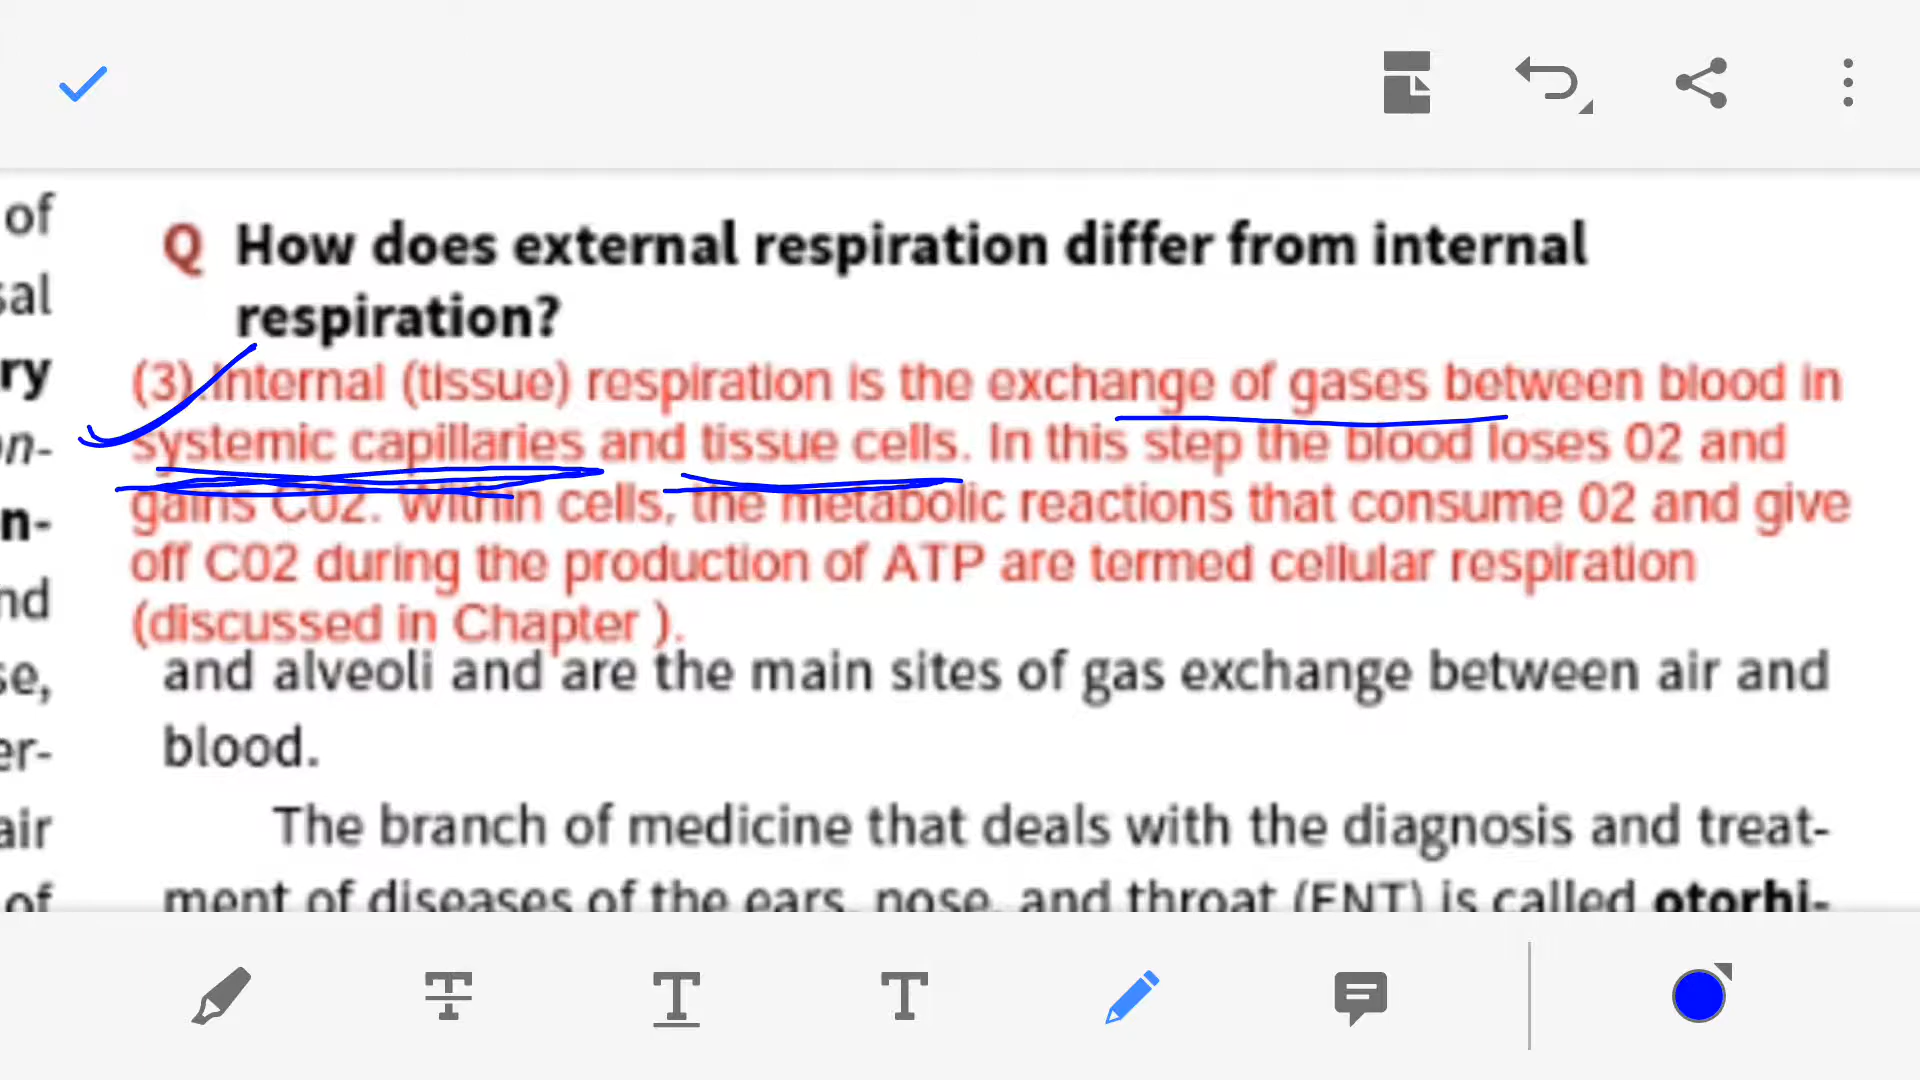 of
sal
ry
on-
n-
nd
se,
er-
air
of
Q How does external respiration differ from internal
respiration?
(3) Internal (tissue) respiration is the exchange of gases between blood in
systemic capillaries and tissue cells. In this step the blood loses 02 and
gains C02. Within cells, the metabolic reactions that consume 02 and give
off C02 during the production of ATP are termed cellular respiration
(discussed in Chapter ).
and alveoli and are the main sites of gas exchange between air and
blood.
The branch of medicine that deals with the diagnosis and treat-
ment of diseases of the ears, nose, and throat (ENT) is called otorhi-